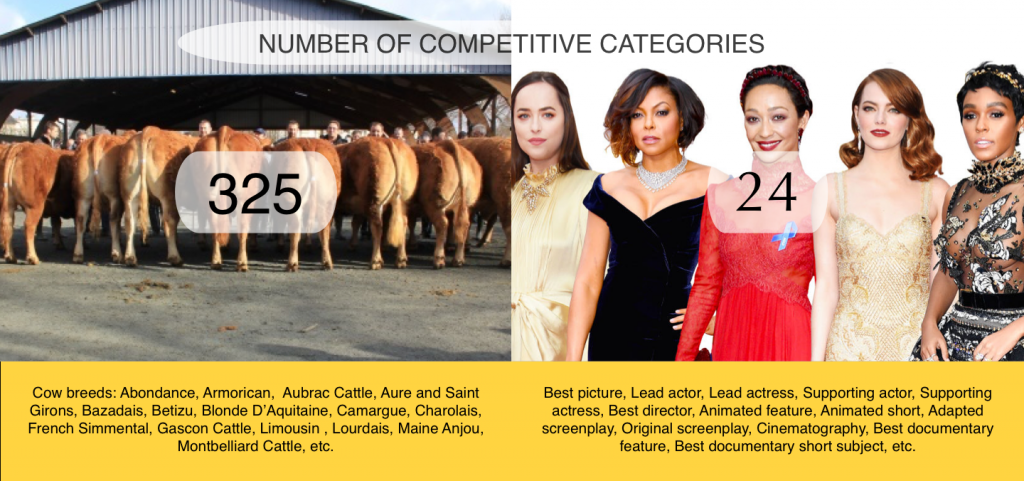 NUMBER OF COMPETITIVE CATEGORIES
325
24
Cow breeds: Abondance, Armorican, Aubrac Cattle, Aure and Saint
Girons, Bazadais, Betizu, Blonde D'Aquitaine, Camargue, Charolais,
French Simmental, Gascon Cattle, Limousin , Lourdais, Maine Anjou,
Montbelliard Cattle, etc.
Best picture, Lead actor, Lead actress, Supporting actor, Supporting
actress, Best director, Animated feature, Animated short, Adapted
screenplay, Original screenplay, Cinematography, Best documentary
feature, Best documentary short subject, etc.